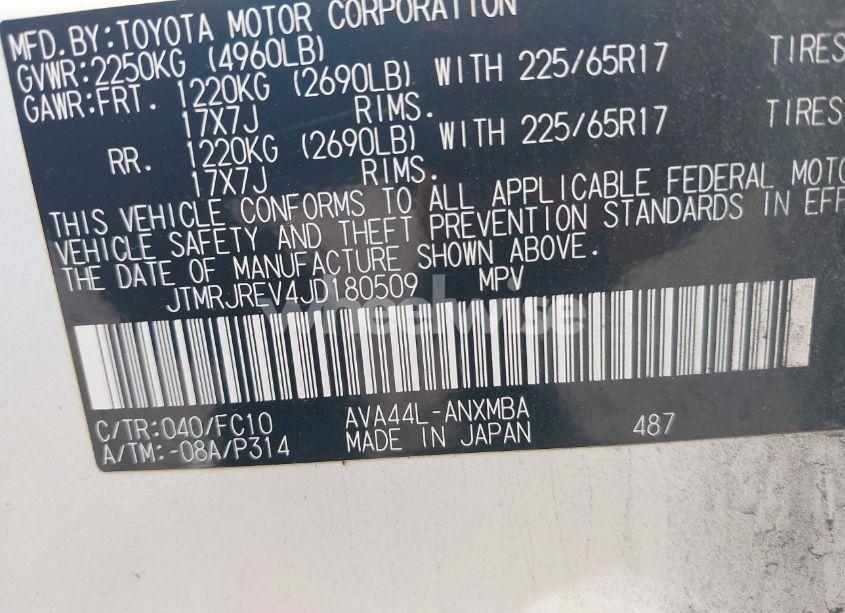 MFD. BY: TOYOTA MOTOR CORPORATION
GVWR: 2250KG (4960LB)
GAWR: FRT. 1220KG (2690LB) WITH 225/65R17 TIRES
17X7J RIMS.
RR. 1220KG (2690LB) WITH 225/65R17 TIRES
17X7J RIMS.
THIS VEHICLE CONFORMS TO ALL APPLICABLE FEDERAL MOTO
VEHICLE SAFETY AND THEFT PREVENTION STANDARDS IN EFF
THE DATE OF MANUFACTURE SHOWN ABOVE.
JTMRJREV4JD180509 MPV
wheelwise
C/TR: 040/FC10 AVA44L-ANXMBA 487
A/TM: -08A/P314 MADE IN JAPAN